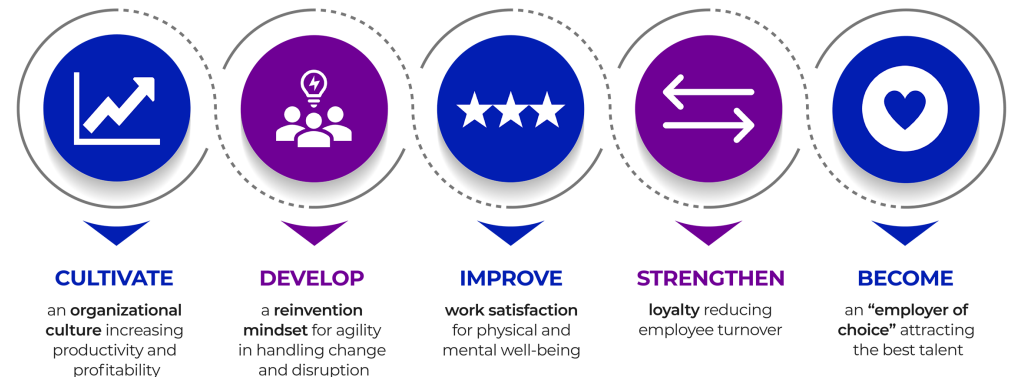 CULTIVATE
an organizational
culture increasing
productivity and
profitability
DEVELOP
a reinvention
mindset for agility
in handling change
and disruption
IMPROVE
work satisfaction
for physical and
mental well-being
STRENGTHEN
loyalty reducing
employee turnover
BECOME
an “employer of
choice” attracting
the best talent